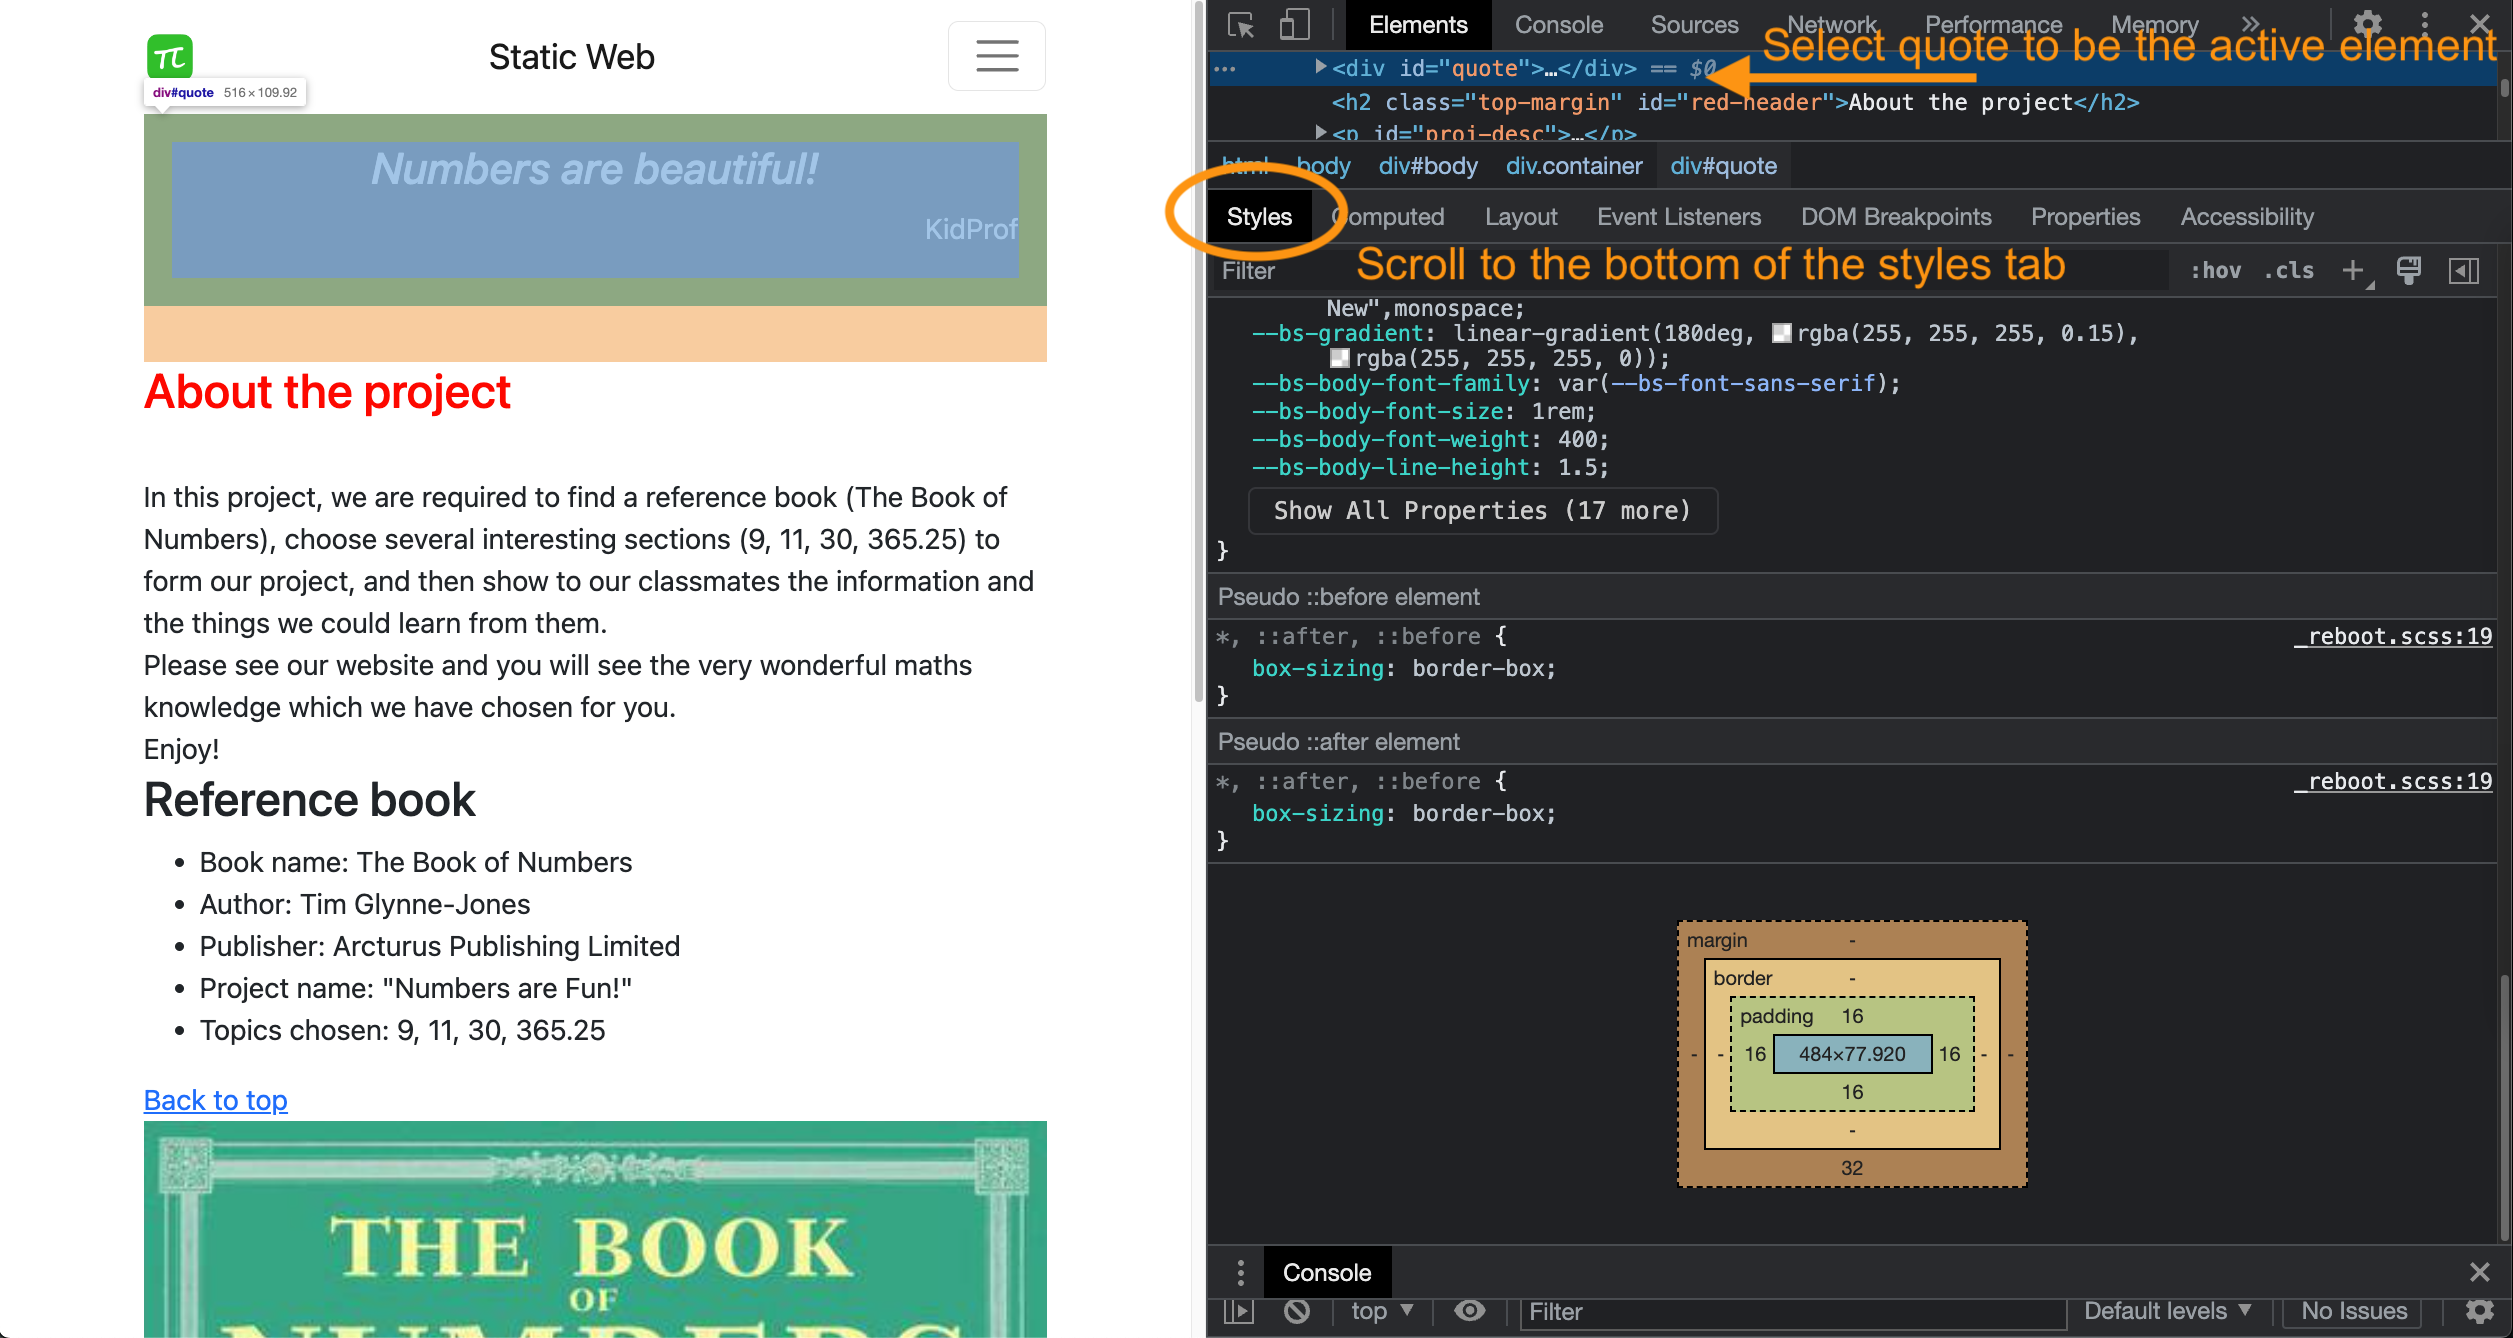 Static Web
div#quote 516 × 109.92
Numbers are beautiful!
KidProf
About the project
In this project, we are required to find a reference book (The Book of
Numbers), choose several interesting sections (9, 11, 30, 365.25) to
form our project, and then show to our classmates the information and
the things we could learn from them.
Please see our website and you will see the very wonderful maths
knowledge which we have chosen for you.
Enjoy!
Reference book
• Book name: The Book of Numbers
• Author: Tim Glynne-Jones
• Publisher: Arcturus Publishing Limited
• Project name: "Numbers are Fun!"
• Topics chosen: 9, 11, 30, 365.25
Back to top
THE BOOK
OF
NUMBERS
Elements Console Sources Network Performance Memory »
Select quote to be the active element
… ▶<div id="quote">…</div> == $0
<h2 class="top-margin" id="red-header">About the project</h2>
▶<p id="proj-desc">…</p>
html body div#body div.container div#quote
Styles Computed Layout Event Listeners DOM Breakpoints Properties Accessibility
Scroll to the bottom of the styles tab
Filter :hov .cls +
New",monospace;
--bs-gradient: linear-gradient(180deg, rgba(255, 255, 255, 0.15),
rgba(255, 255, 255, 0));
--bs-body-font-family: var(--bs-font-sans-serif);
--bs-body-font-size: 1rem;
--bs-body-font-weight: 400;
--bs-body-line-height: 1.5;
Show All Properties (17 more)
}
Pseudo ::before element
*, ::after, ::before { _reboot.scss:19
box-sizing: border-box;
}
Pseudo ::after element
*, ::after, ::before { _reboot.scss:19
box-sizing: border-box;
}
margin -
border -
padding 16
- - 16 484×77.920 16 - -
16
-
32
Console
top ▼ Filter Default levels ▼ No Issues